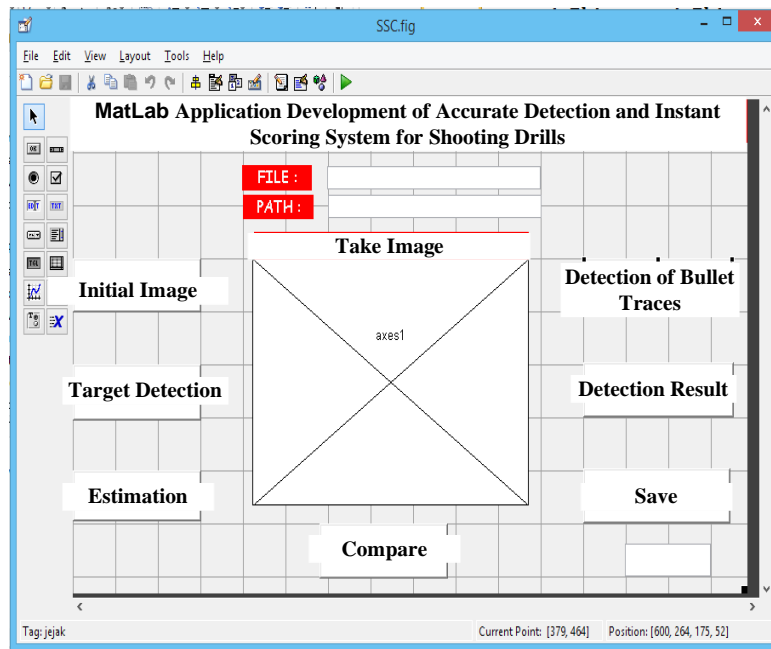 SSC.fig
File Edit View Layout Tools Help
MatLab Application Development of Accurate Detection and Instant
Scoring System for Shooting Drills
FILE :
PATH :
Take Image
Initial Image
axes1
Detection of Bullet
Traces
Target Detection
Detection Result
Estimation
Save
Compare
Tag: jejak
Current Point: [379, 464]
Position: [600, 264, 175, 52]